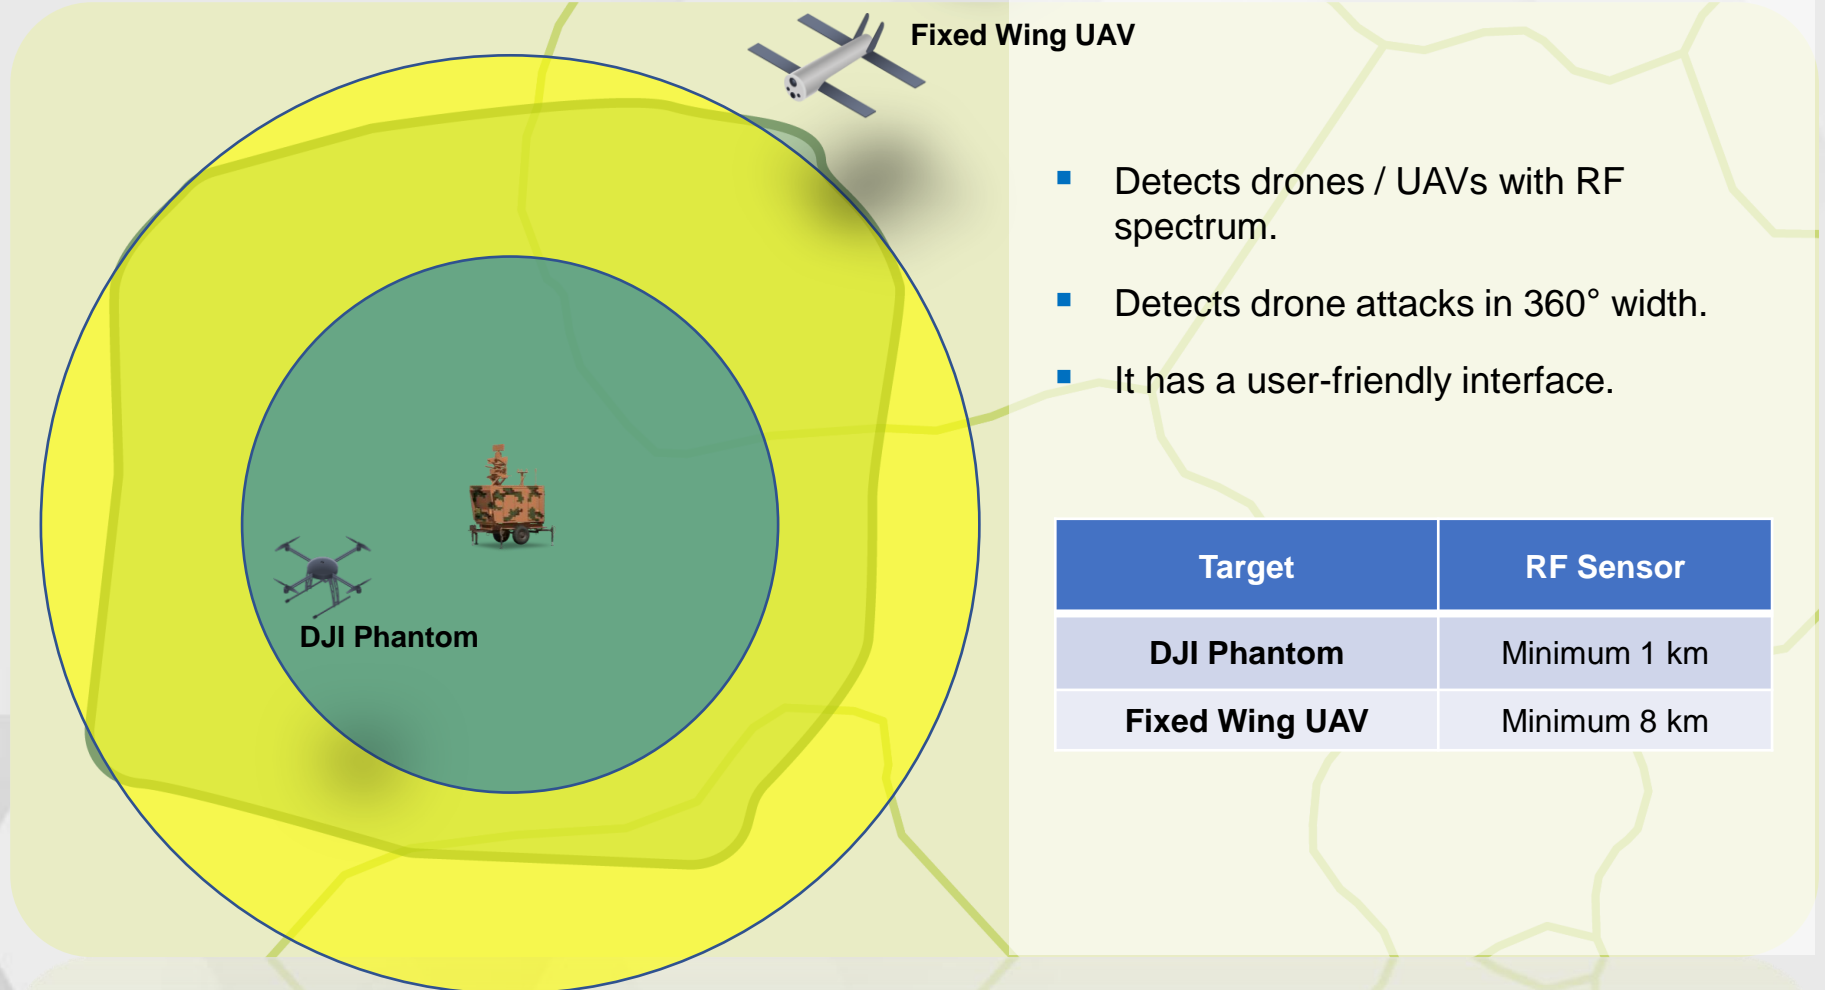 Fixed Wing UAV
Detects drones / UAVs with RF
spectrum.
Detects drone attacks in 360° width.
It has a user-friendly interface.
DJI Phantom
Target RF Sensor
DJI Phantom Minimum 1 km
Fixed Wing UAV Minimum 8 km